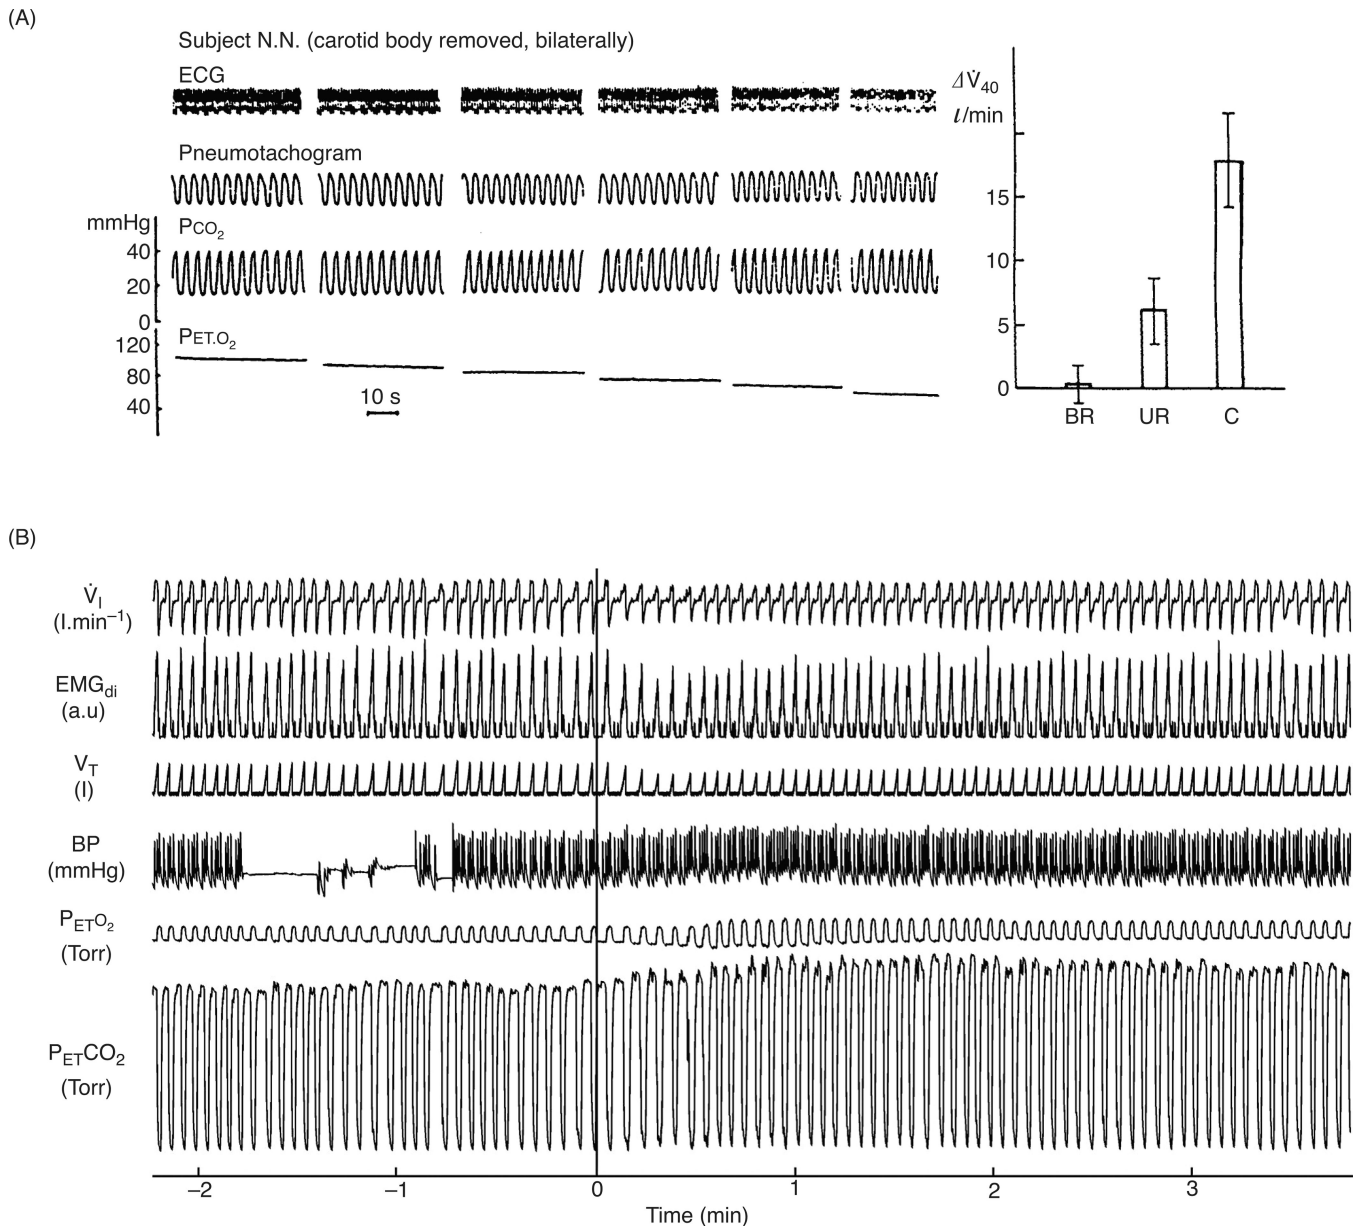 (A)
Subject N.N. (carotid body removed, bilaterally)
ECG
Pneumotachogram
mmHg
PCO₂
40
20
0
PET.O₂
120
80
40
10 s
ΔV̇₄₀
l/min
15
10
5
0
BR UR C
(B)
V̇I
(l.min⁻¹)
EMGdi
(a.u)
VT
(l)
BP
(mmHg)
PETO₂
(Torr)
PETCO₂
(Torr)
–2 –1 0 1 2 3
Time (min)